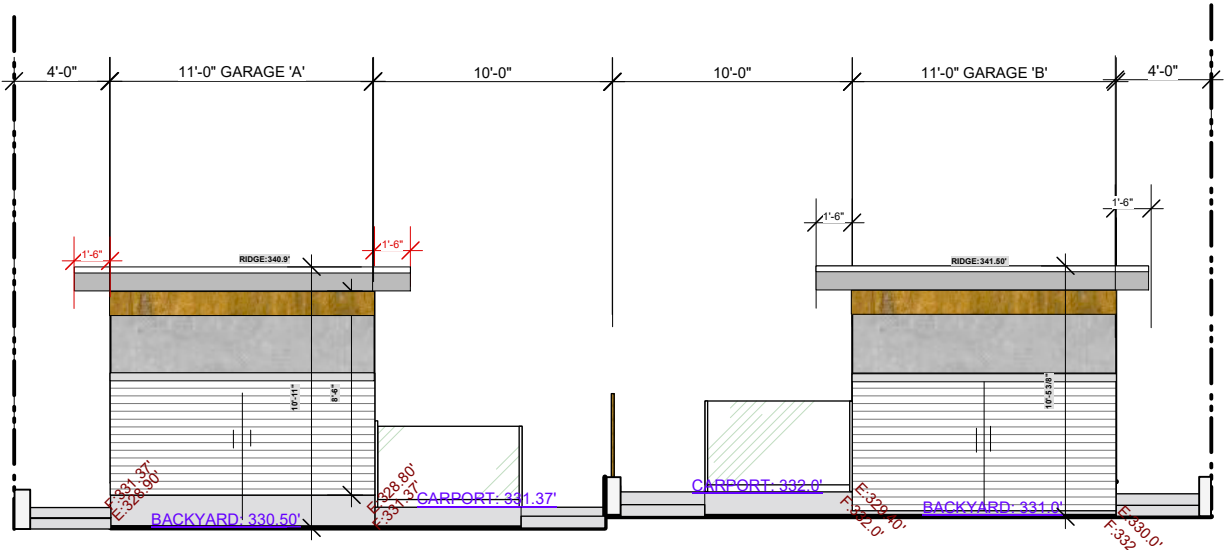 4'-0"
11'-0" GARAGE 'A'
10'-0"
10'-0"
11'-0" GARAGE 'B'
4'-0"
1'-6"
1'-6"
1'-6"
1'-6"
RIDGE:340.9'
RIDGE:341.50'
10'-11"
8'-6"
10'-5 3/8"
E:331.37'
E:328.90'
E:328.80'
F:331.37'
CARPORT: 331.37'
BACKYARD: 330.50'
CARPORT: 332.0'
E:329.40'
F:332.0'
BACKYARD: 331.0'
E:330.0'
F:332